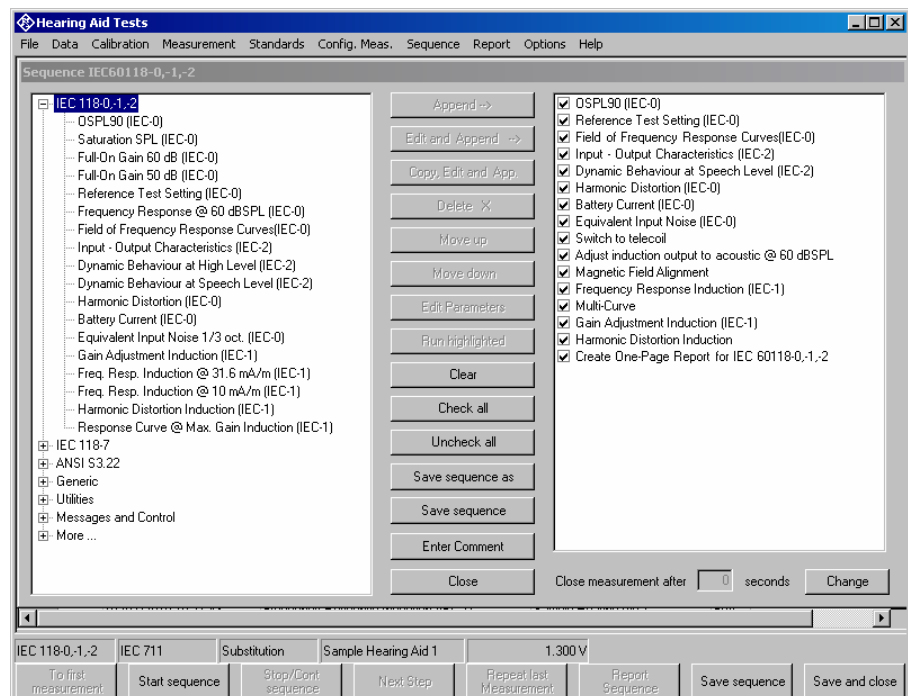 Hearing Aid Tests
File Data Calibration Measurement Standards Config. Meas. Sequence Report Options Help
Sequence IEC60118-0,-1,-2
IEC 118-0,-1,-2
OSPL90 (IEC-0)
Saturation SPL (IEC-0)
Full-On Gain 60 dB (IEC-0)
Full-On Gain 50 dB (IEC-0)
Reference Test Setting (IEC-0)
Frequency Response @ 60 dBSPL (IEC-0)
Field of Frequency Response Curves(IEC-0)
Input - Output Characteristics (IEC-2)
Dynamic Behaviour at High Level (IEC-2)
Dynamic Behaviour at Speech Level (IEC-2)
Harmonic Distortion (IEC-0)
Battery Current (IEC-0)
Equivalent Input Noise 1/3 oct. (IEC-0)
Gain Adjustment Induction (IEC-1)
Freq. Resp. Induction @ 31.6 mA/m (IEC-1)
Freq. Resp. Induction @ 10 mA/m (IEC-1)
Harmonic Distortion Induction (IEC-1)
Response Curve @ Max. Gain Induction (IEC-1)
IEC 118-7
ANSI S3.22
Generic
Utilities
Messages and Control
More ...
Append -->
Edit and Append -->
Copy, Edit and App.
Delete X
Move up
Move down
Edit Parameters
Run highlighted
Clear
Check all
Uncheck all
Save sequence as
Save sequence
Enter Comment
Close
OSPL90 (IEC-0)
Reference Test Setting (IEC-0)
Field of Frequency Response Curves(IEC-0)
Input - Output Characteristics (IEC-2)
Dynamic Behaviour at Speech Level (IEC-2)
Harmonic Distortion (IEC-0)
Battery Current (IEC-0)
Equivalent Input Noise (IEC-0)
Switch to telecoil
Adjust induction output to acoustic @ 60 dBSPL
Magnetic Field Alignment
Frequency Response Induction (IEC-1)
Multi-Curve
Gain Adjustment Induction (IEC-1)
Harmonic Distortion Induction
Create One-Page Report for IEC 60118-0,-1,-2
Close measurement after 0 seconds Change
IEC 118-0,-1,-2 IEC 711 Substitution Sample Hearing Aid 1 1.300 V
To first measurement
Start sequence
Stop/Cont sequence
Next Step
Repeat last Measurement
Report Sequence
Save sequence
Save and close